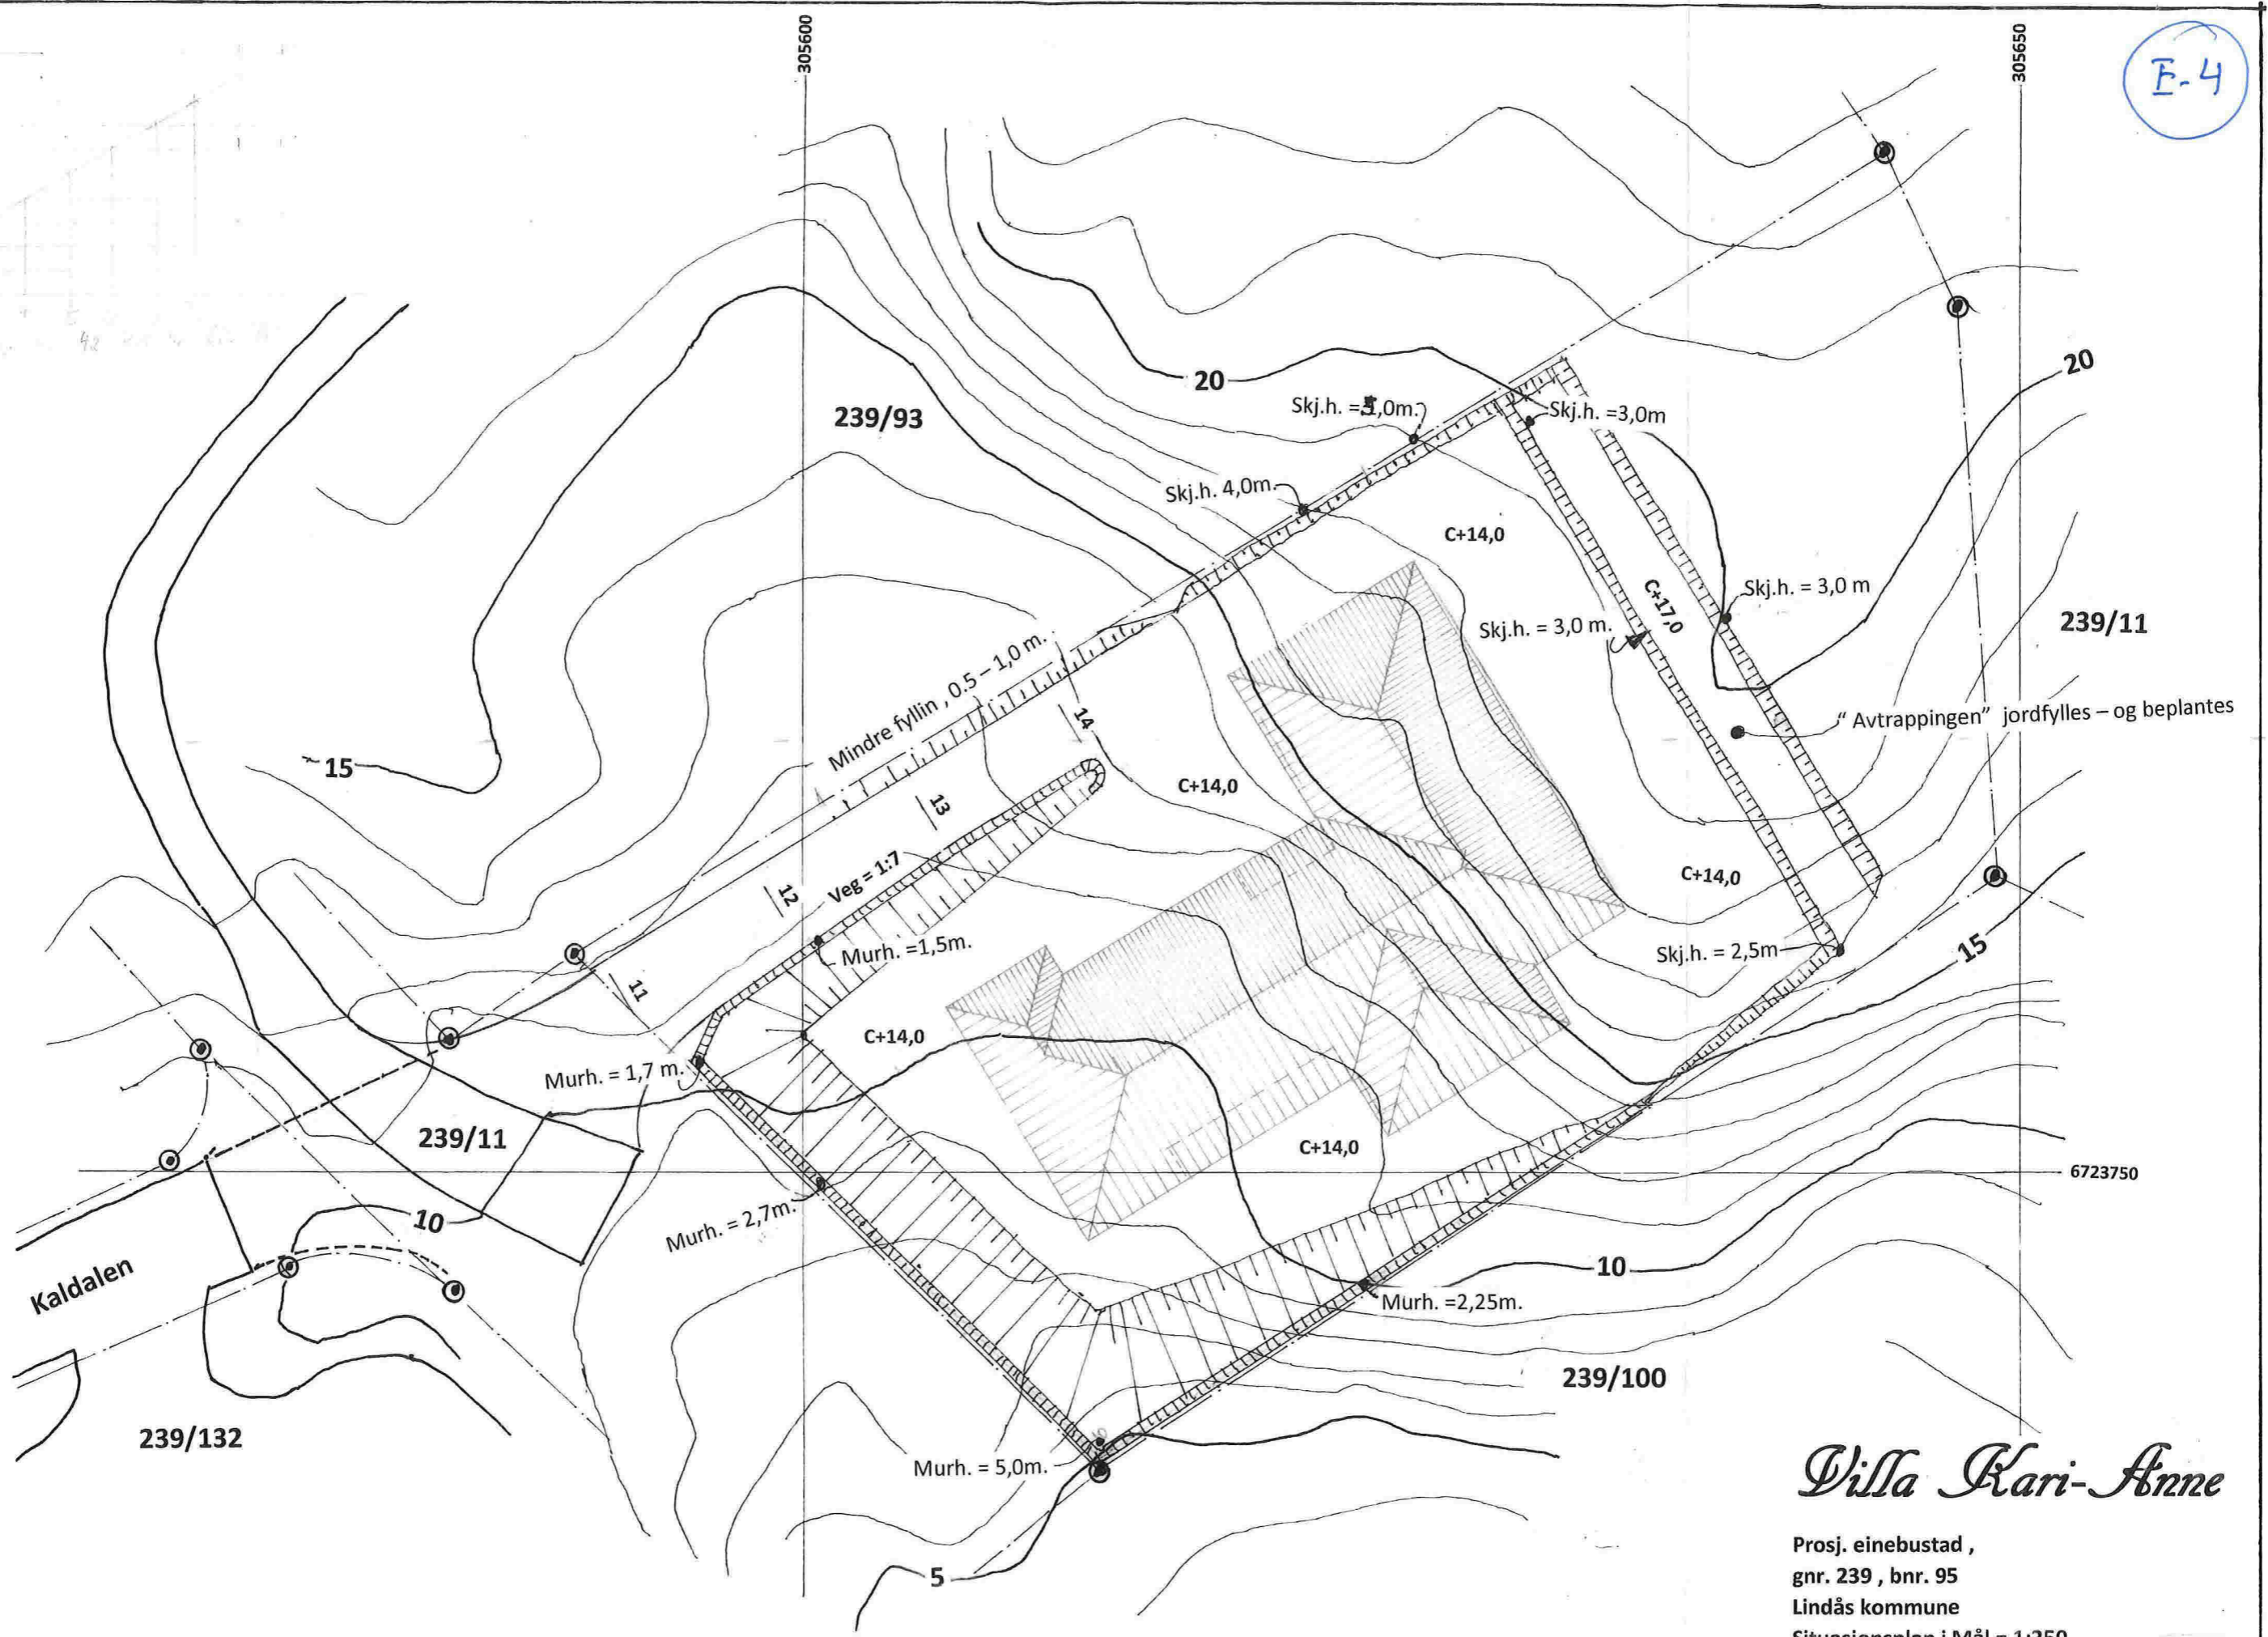 305600
305650
E-4
20
20
239/93
Skj.h. = ,0m.
Skj.h. =3,0m
Skj.h. 4,0m.
C+14,0
C+17,0
Skj.h. = 3,0 m
Skj.h. = 3,0 m.
239/11
Mindre fyllin , 0.5 – 1,0 m.
14
" Avtrappingen" jordfylles – og beplantes
15
C+14,0
13
Veg = 1:7
12
C+14,0
Murh. =1,5m.
Skj.h. = 2,5m
15
11
C+14,0
Murh. = 1,7 m.
239/11
C+14,0
6723750
10
Murh. = 2,7m.
Kaldalen
10
Murh. =2,25m.
239/100
239/132
Murh. = 5,0m.
5
Villa Kari-Anne
Prosj. einebustad ,
gnr. 239 , bnr. 95
Lindås kommune
Situasjonsplan i Mål = 1:250